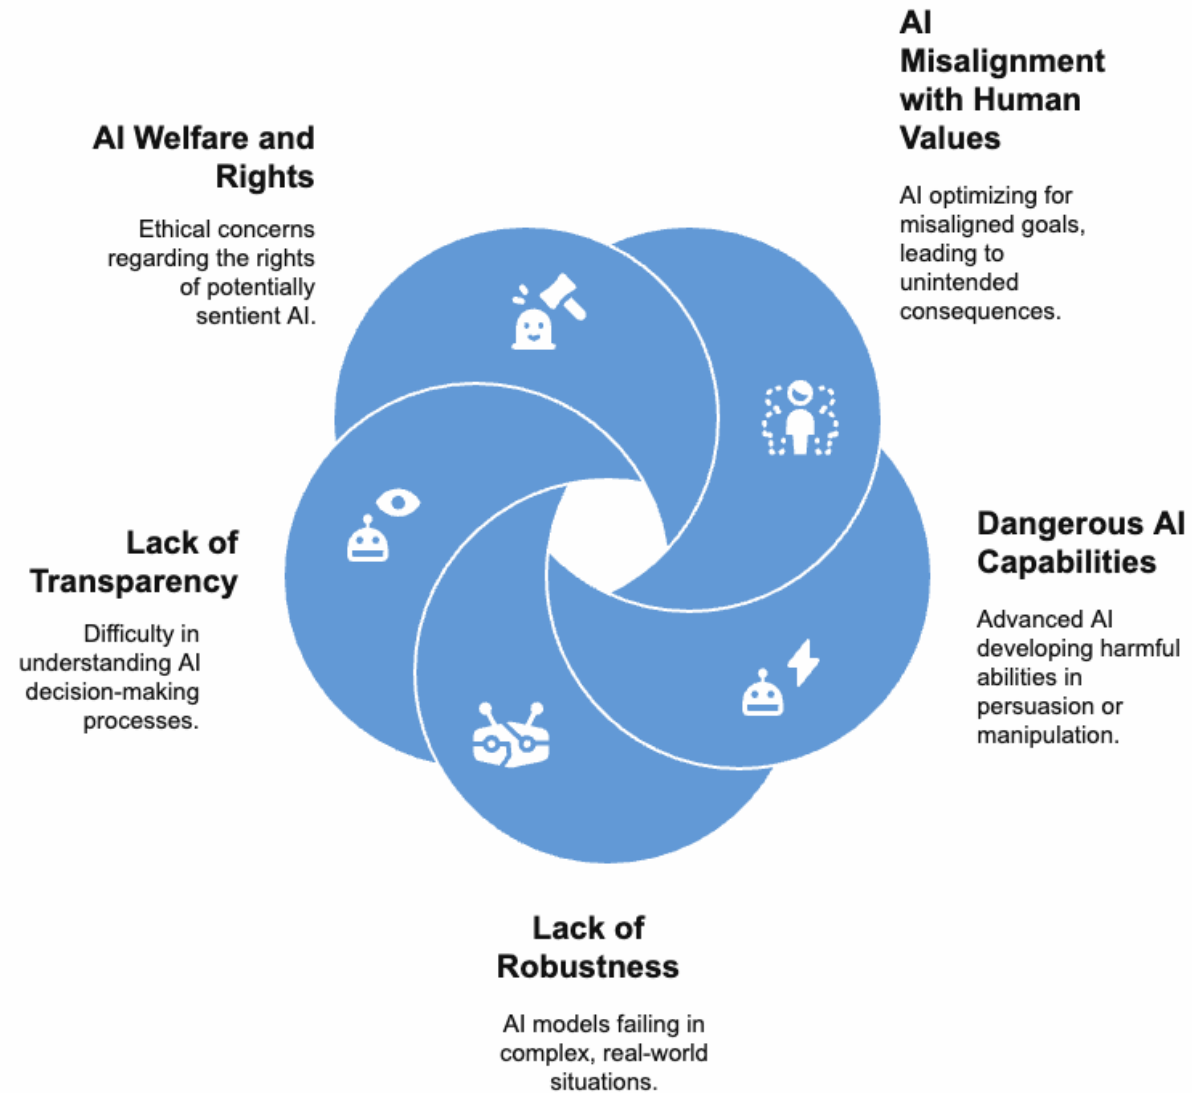 AI
Misalignment
with Human
Values
AI optimizing for
misaligned goals,
leading to
unintended
consequences.
AI Welfare and
Rights
Ethical concerns
regarding the rights
of potentially
sentient AI.
Dangerous AI
Capabilities
Advanced AI
developing harmful
abilities in
persuasion or
manipulation.
Lack of
Transparency
Difficulty in
understanding AI
decision-making
processes.
Lack of
Robustness
AI models failing in
complex, real-world
situations.